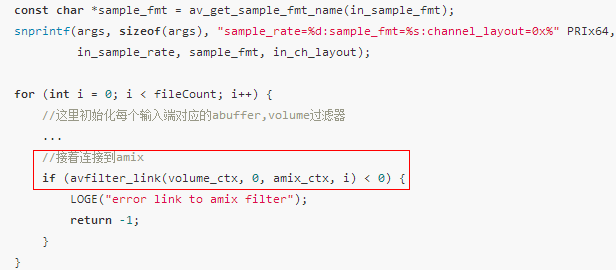 const char *sample_fmt = av_get_sample_fmt_name(in_sample_fmt);
snprintf(args, sizeof(args), "sample_rate=%d:sample_fmt=%s:channel_layout=0x%" PRIx64,
in_sample_rate, sample_fmt, in_ch_layout);
for (int i = 0; i < fileCount; i++) {
//这里初始化每个输入端对应的abuffer,volume过滤器
...
//接着连接到amix
if (avfilter_link(volume_ctx, 0, amix_ctx, i) < 0) {
LOGE("error link to amix filter");
return -1;
}
}